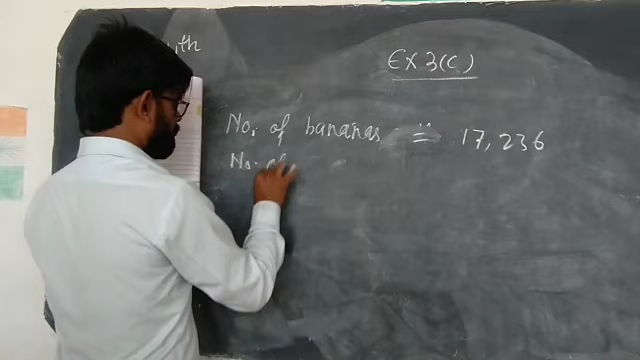 Ex 3(C)
No. of bananas = 17,236
No. of